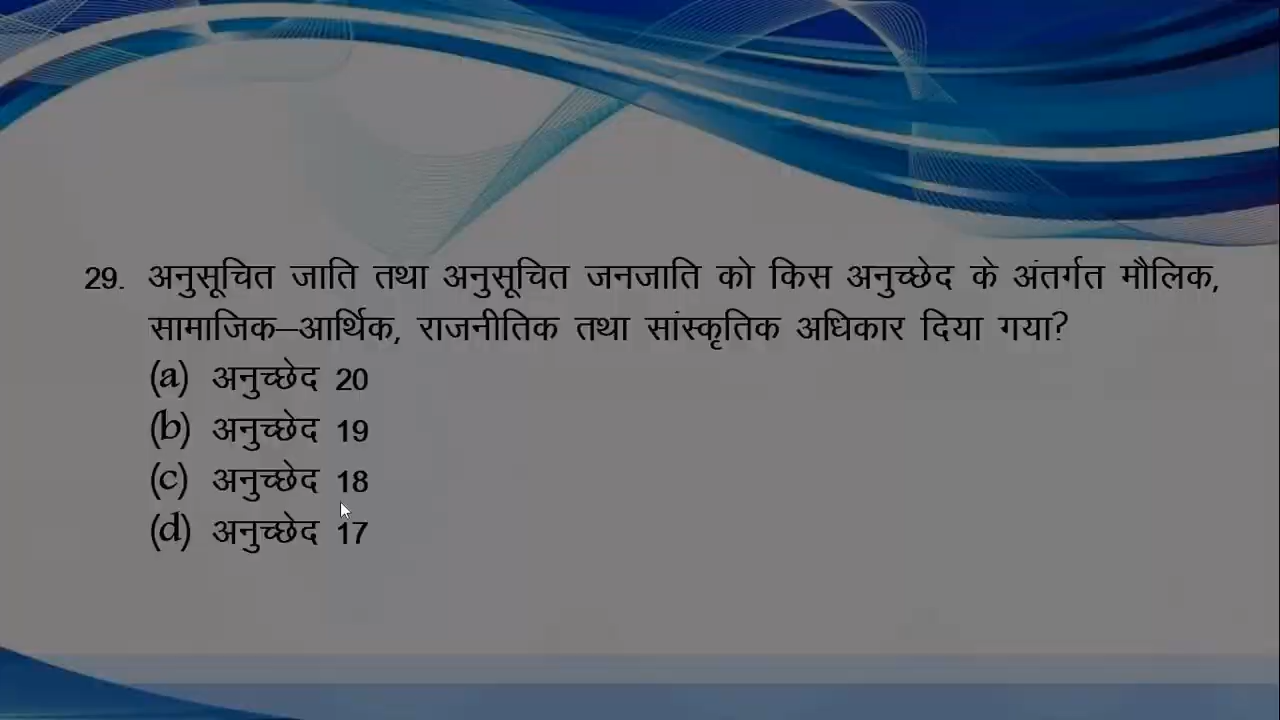 29. अनुसूचित जाति तथा अनुसूचित जनजाति को किस अनुच्छेद के अंतर्गत मौलिक,
सामाजिक–आर्थिक, राजनीतिक तथा सांस्कृतिक अधिकार दिया गया?
(a) अनुच्छेद 20
(b) अनुच्छेद 19
(c) अनुच्छेद 18
(d) अनुच्छेद 17